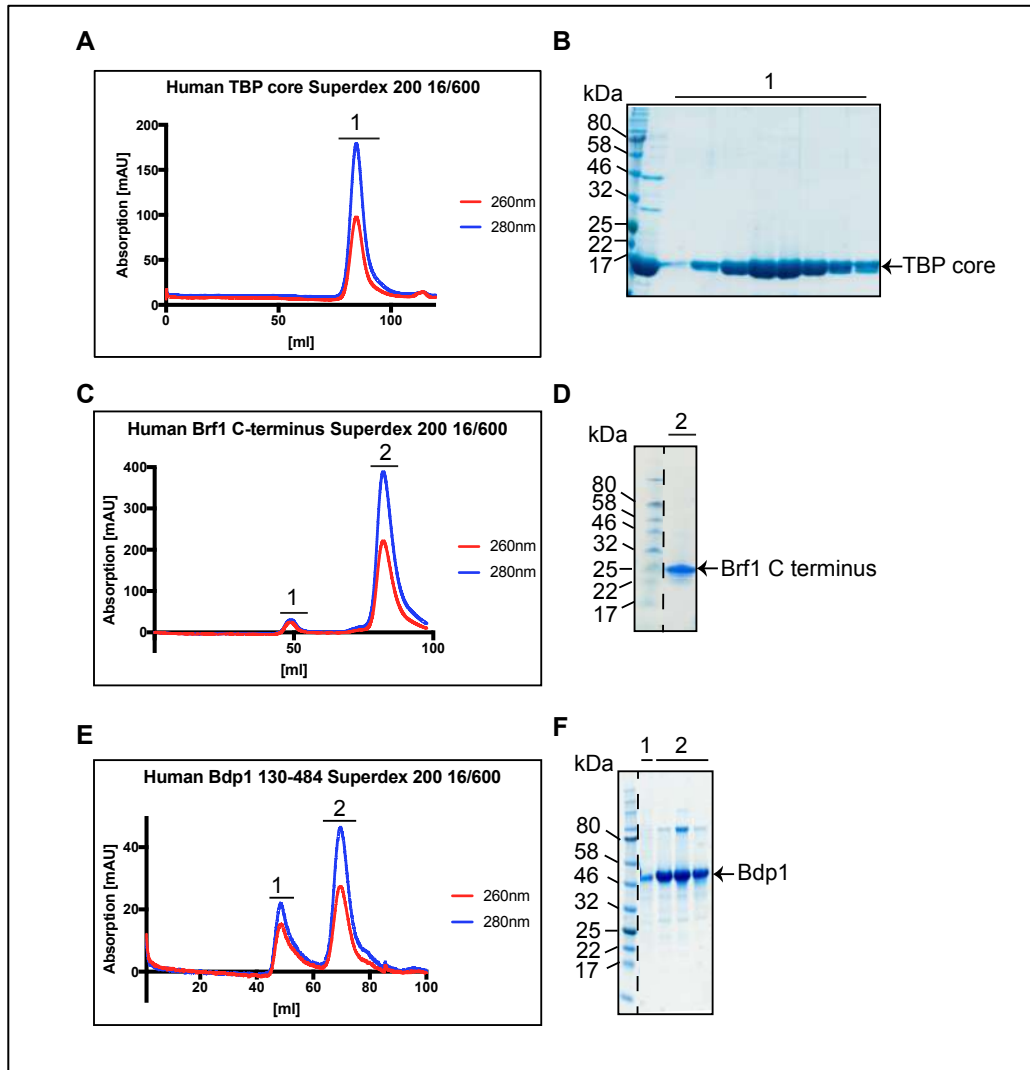 A
Human TBP core Superdex 200 16/600
1
200
150
100
50
0
Absorption [mAU]
260nm
280nm
0 50 100
[ml]
B
1
kDa
80
58
46
32
25
22
17
TBP core
C
Human Brf1 C-terminus Superdex 200 16/600
2
400
300
200
100
0
Absorption [mAU]
1
260nm
280nm
50 100
[ml]
D
kDa 2
80
58
46
32
25
22
17
Brf1 C terminus
E
Human Bdp1 130-484 Superdex 200 16/600
2
1
40
20
0
Absorption [mAU]
260nm
280nm
20 40 60 80 100
[ml]
F
1 2
kDa
80
58
46
32
25
22
17
Bdp1